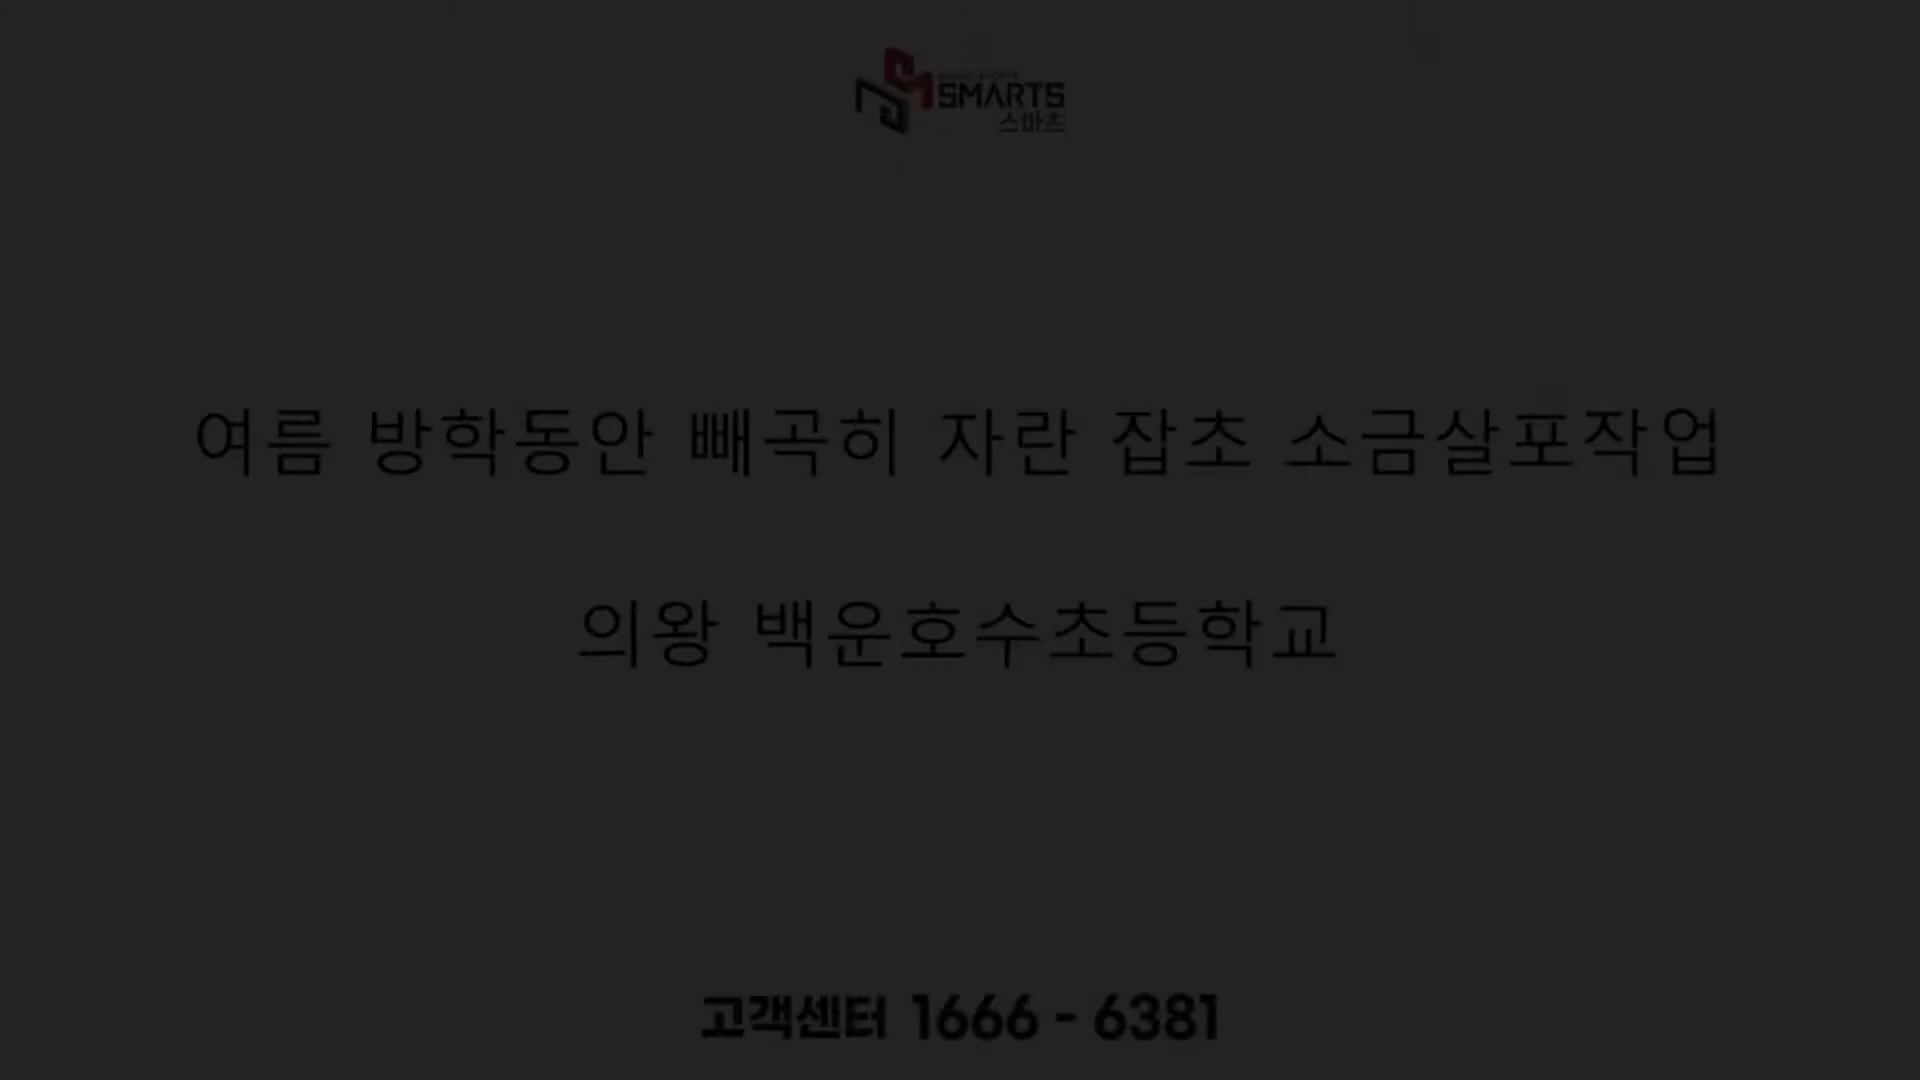 SMARTS
스마츠
여름 방학동안 빼곡히 자란 잡초 소금살포작업
의왕 백운호수초등학교
고객센터 1666 - 6381